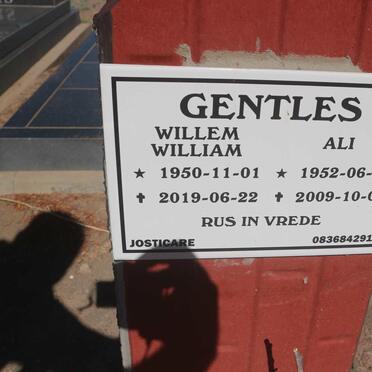 GENTLES
WILLEM
WILLIAM ALI
★ 1950-11-01 ★ 1952-06-
✝ 2019-06-22 ✝ 2009-10-0
RUS IN VREDE
JOSTICARE 083684291